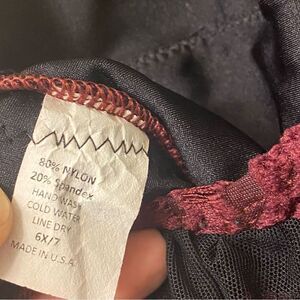 80% NYLON
20% Spandex
HAND WASH
COLD WATER
LINE DRY
6X/7
MADE IN U.S.A.